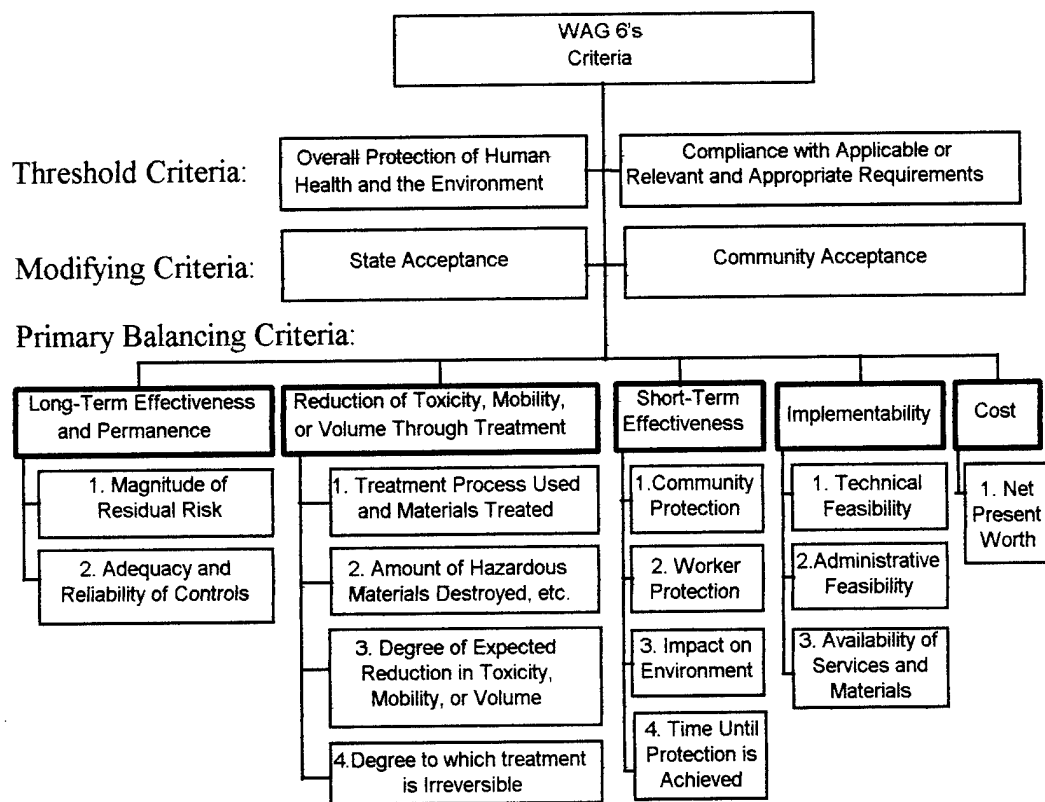 WAG 6's
Criteria
Threshold Criteria:
Overall Protection of Human
Health and the Environment
Compliance with Applicable or
Relevant and Appropriate Requirements
Modifying Criteria:
State Acceptance
Community Acceptance
Primary Balancing Criteria:
Long-Term Effectiveness
and Permanence
1. Magnitude of
Residual Risk
2. Adequacy and
Reliability of Controls
Reduction of Toxicity, Mobility,
or Volume Through Treatment
1. Treatment Process Used
and Materials Treated
2. Amount of Hazardous
Materials Destroyed, etc.
3. Degree of Expected
Reduction in Toxicity,
Mobility, or Volume
4.Degree to which treatment
is Irreversible
Short-Term
Effectiveness
1.Community
Protection
2. Worker
Protection
3. Impact on
Environment
4. Time Until
Protection is
Achieved
Implementability
1. Technical
Feasibility
2.Administrative
Feasibility
3. Availability of
Services and
Materials
Cost
1. Net
Present
Worth